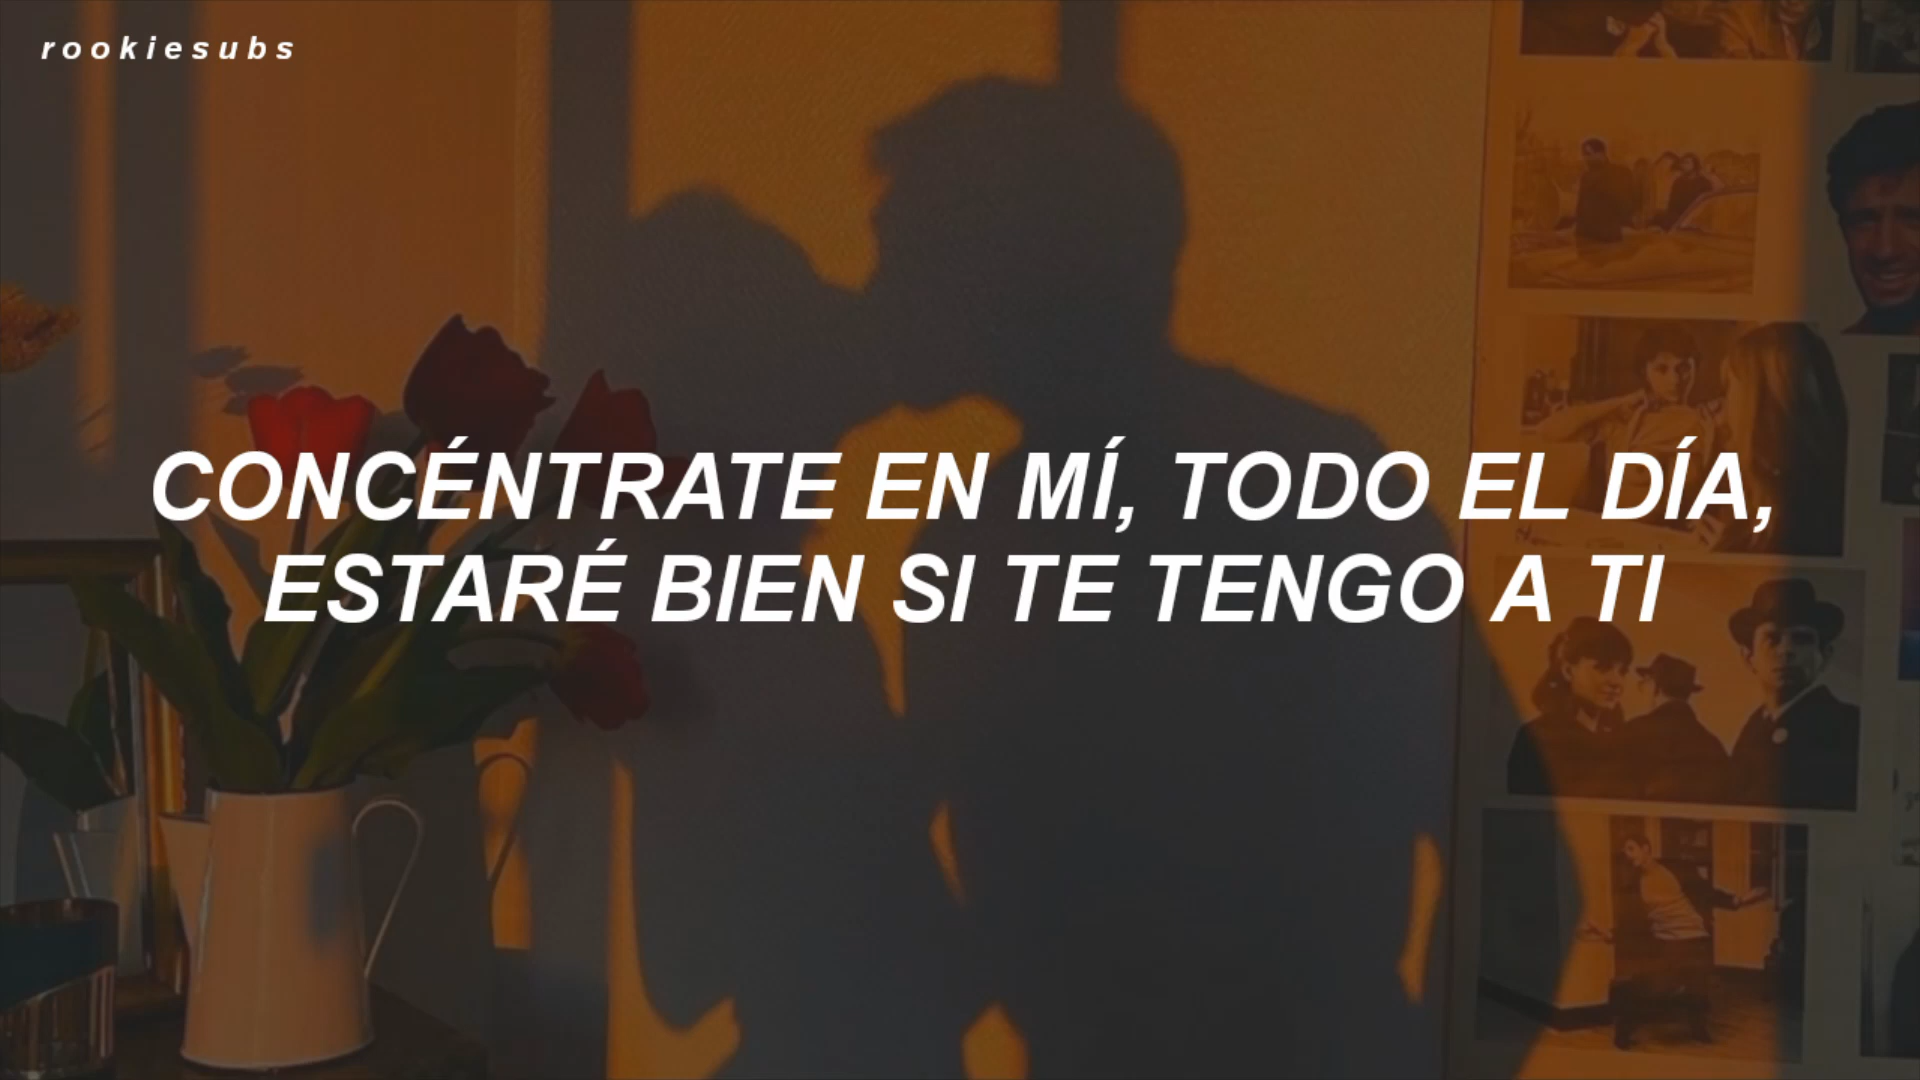 rookiesubs
CONCÉNTRATE EN MÍ, TODO EL DÍA,
ESTARÉ BIEN SI TE TENGO A TI